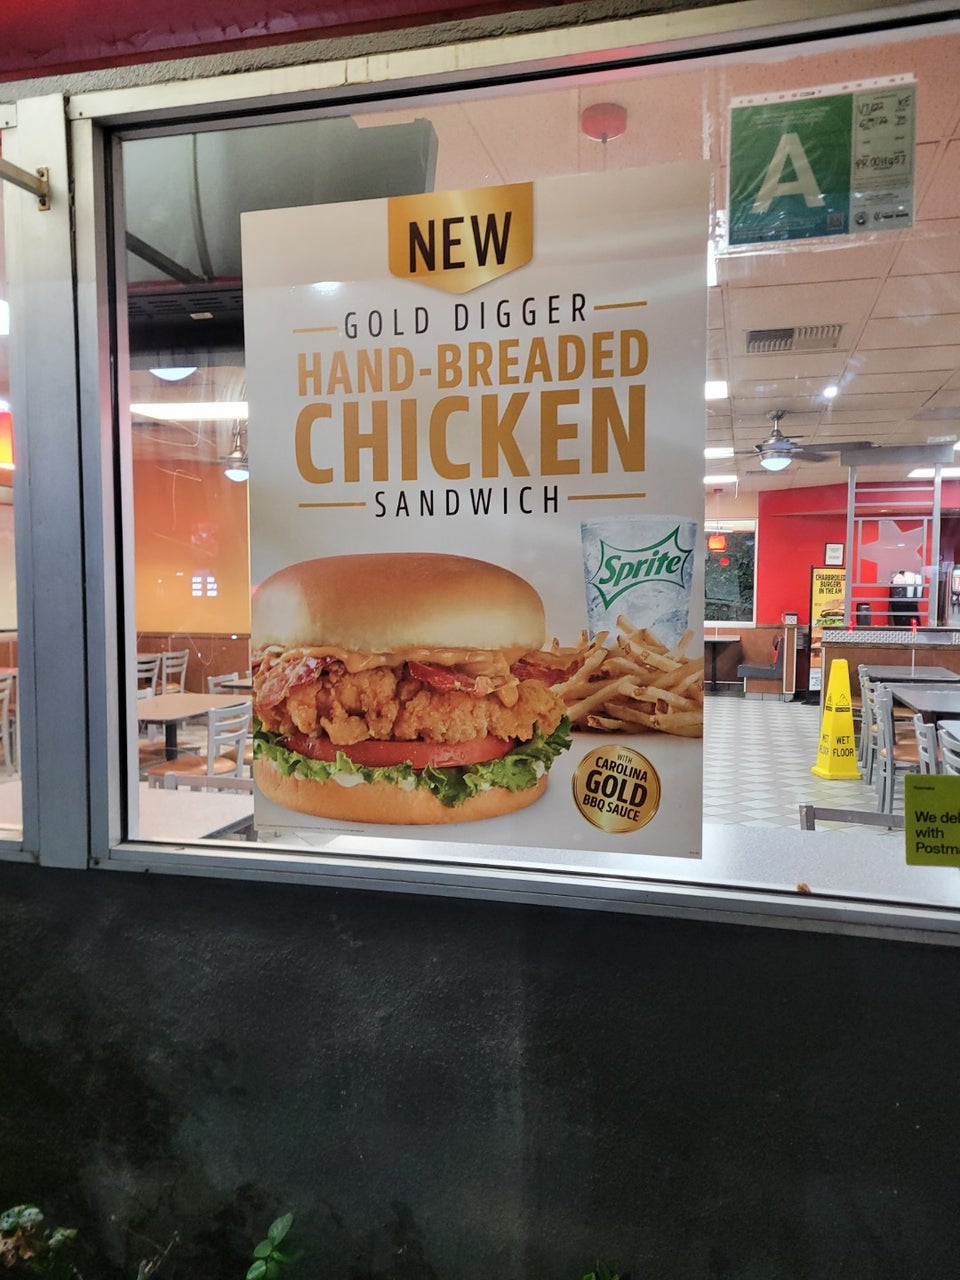 NEW
GOLD DIGGER
HAND-BREADED
CHICKEN
SANDWICH
Sprite
WITH
CAROLINA
GOLD
BBQ SAUCE
A
CHARBROILED
BURGERS
IN THE AM
WET
FLOOR
Postmates
We del
with
Postm